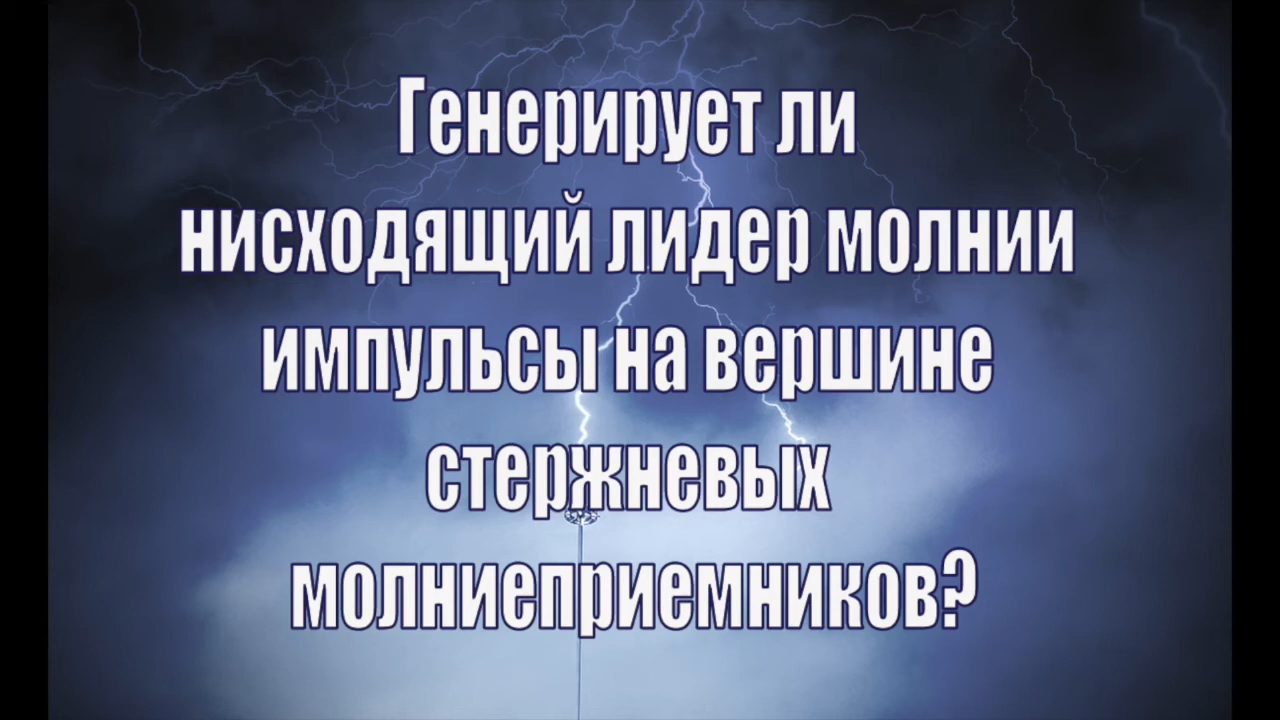 Генерирует ли
нисходящий лидер молнии
импульсы на вершине
стержневых
молниеприемников?